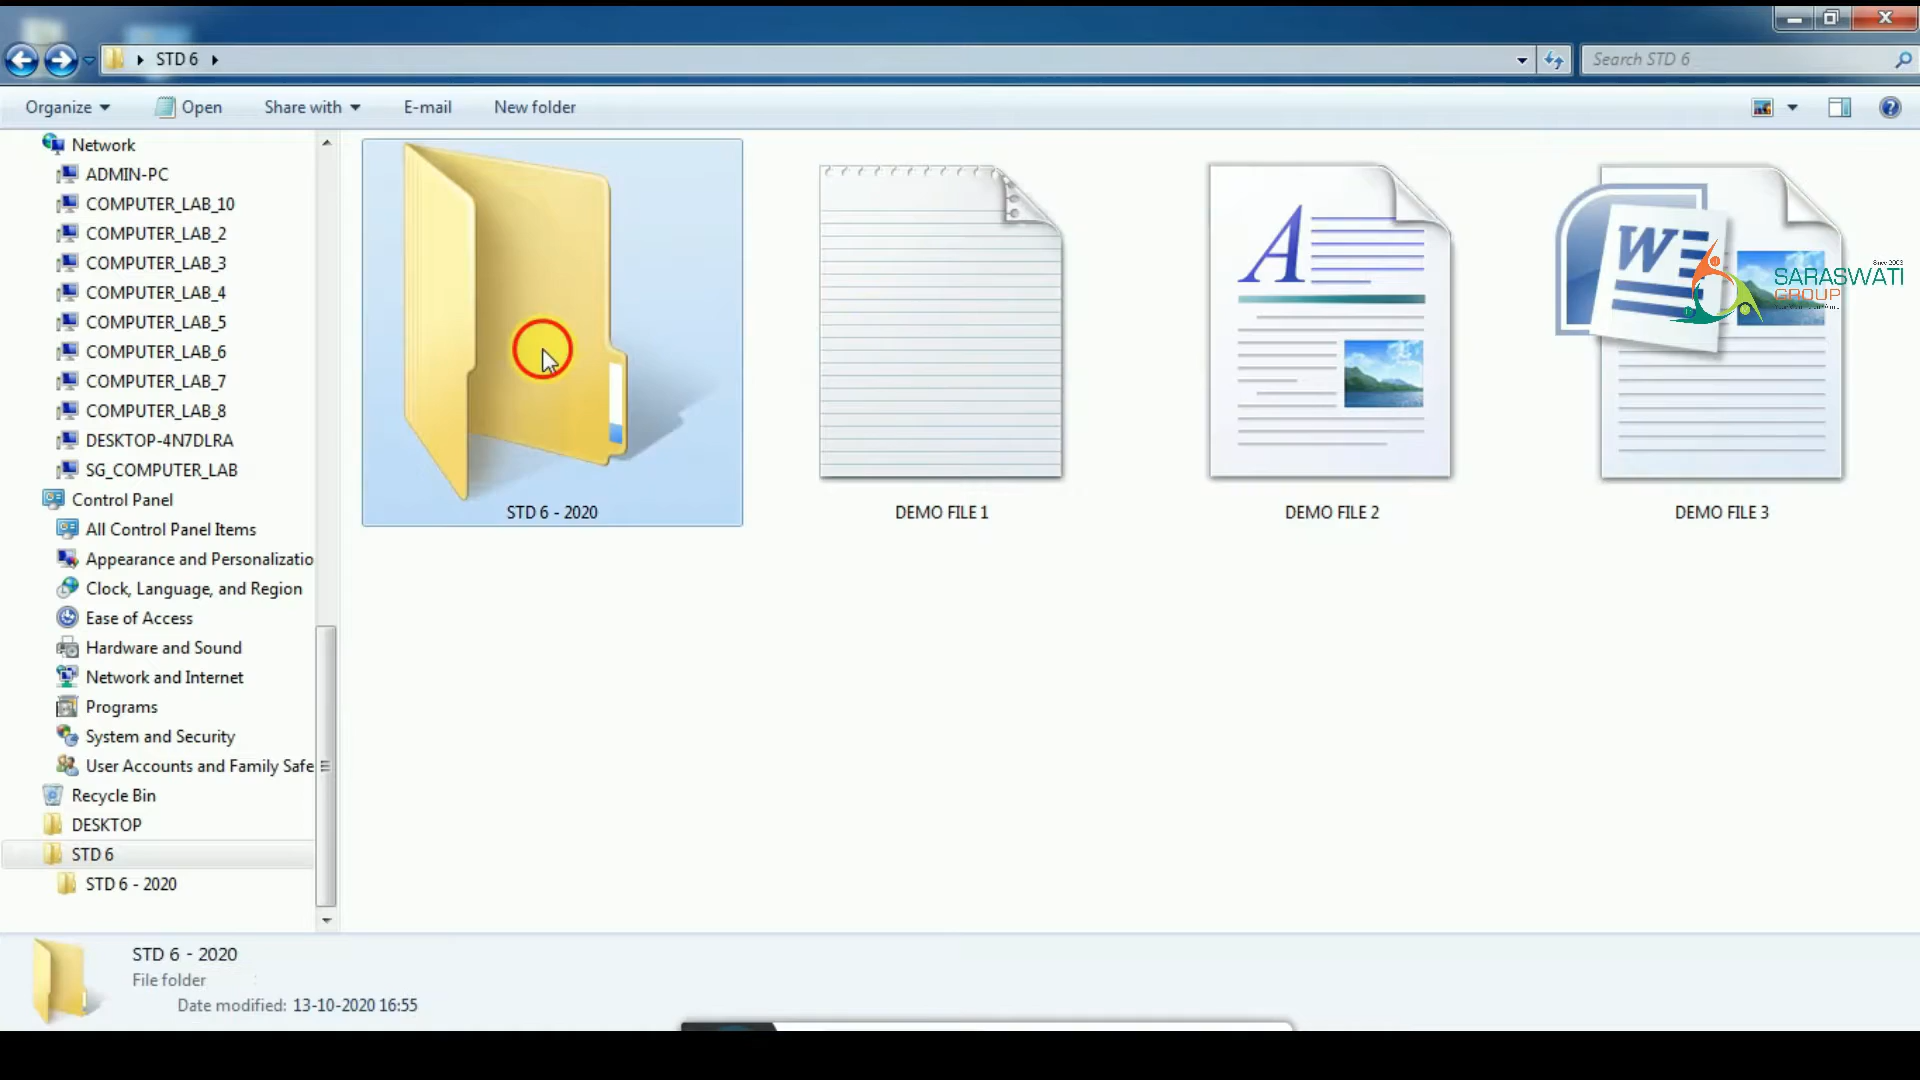 STD 6
Search STD 6
Organize
Open
Share with
E-mail
New folder
Network
ADMIN-PC
COMPUTER_LAB_10
COMPUTER_LAB_2
COMPUTER_LAB_3
COMPUTER_LAB_4
COMPUTER_LAB_5
COMPUTER_LAB_6
COMPUTER_LAB_7
COMPUTER_LAB_8
DESKTOP-4N7DLRA
SG_COMPUTER_LAB
Control Panel
All Control Panel Items
Appearance and Personalizatio
Clock, Language, and Region
Ease of Access
Hardware and Sound
Network and Internet
Programs
System and Security
User Accounts and Family Safe
Recycle Bin
DESKTOP
STD 6
STD 6 - 2020
STD 6 - 2020
DEMO FILE 1
A
DEMO FILE 2
W
DEMO FILE 3
Since 2003
SARASWATI
GROUP
STD 6 - 2020
File folder
Date modified: 13-10-2020 16:55